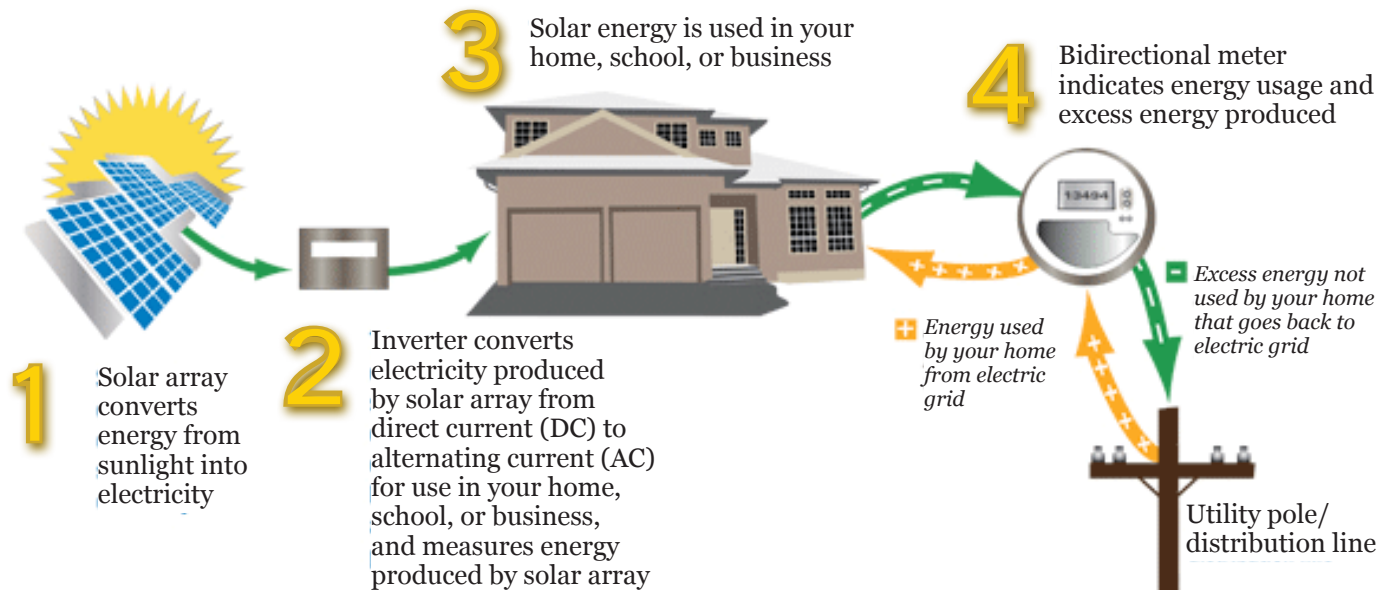 1
Solar array
converts
energy from
sunlight into
electricity
2
Inverter converts
electricity produced
by solar array from
direct current (DC) to
alternating current (AC)
for use in your home,
school, or business,
and measures energy
produced by solar array
3
Solar energy is used in your
home, school, or business
4
Bidirectional meter
indicates energy usage and
excess energy produced
13494
Energy used
by your home
from electric
grid
Excess energy not
used by your home
that goes back to
electric grid
Utility pole/
distribution line